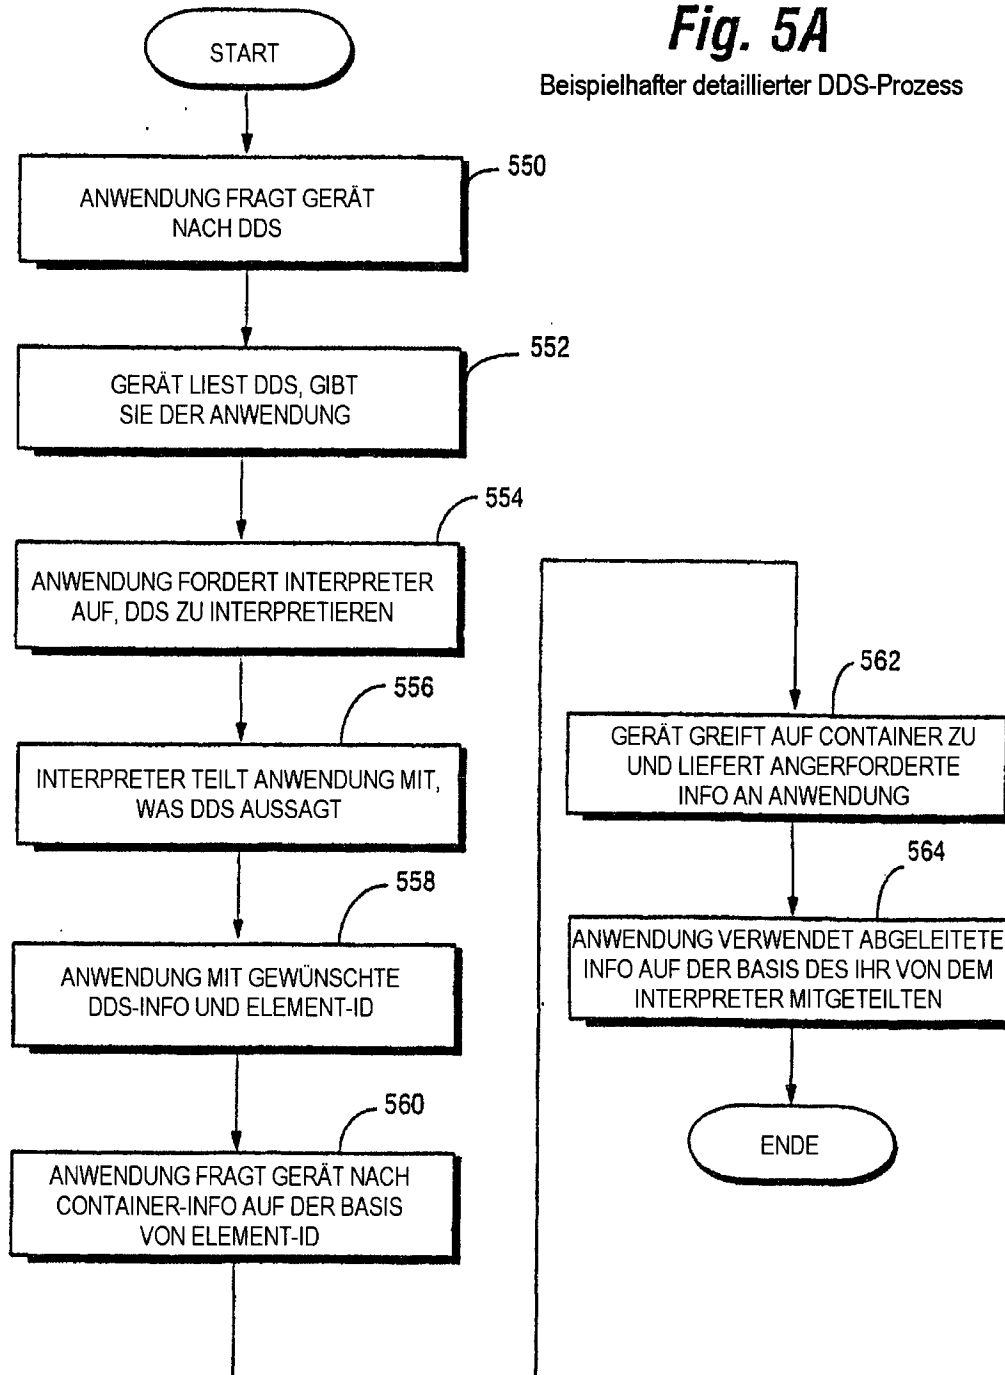 Fig. 5A
Beispielhafter detaillierter DDS-Prozess
START
550
ANWENDUNG FRAGT GERÄT
NACH DDS
552
GERÄT LIEST DDS, GIBT
SIE DER ANWENDUNG
554
ANWENDUNG FORDERT INTERPRETER
AUF, DDS ZU INTERPRETIEREN
556
INTERPRETER TEILT ANWENDUNG MIT,
WAS DDS AUSSAGT
558
ANWENDUNG MIT GEWÜNSCHTE
DDS-INFO UND ELEMENT-ID
560
ANWENDUNG FRAGT GERÄT NACH
CONTAINER-INFO AUF DER BASIS
VON ELEMENT-ID
562
GERÄT GREIFT AUF CONTAINER ZU
UND LIEFERT ANGERFORDERTE
INFO AN ANWENDUNG
564
ANWENDUNG VERWENDET ABGELEITETE
INFO AUF DER BASIS DES IHR VON DEM
INTERPRETER MITGETEILTEN
ENDE